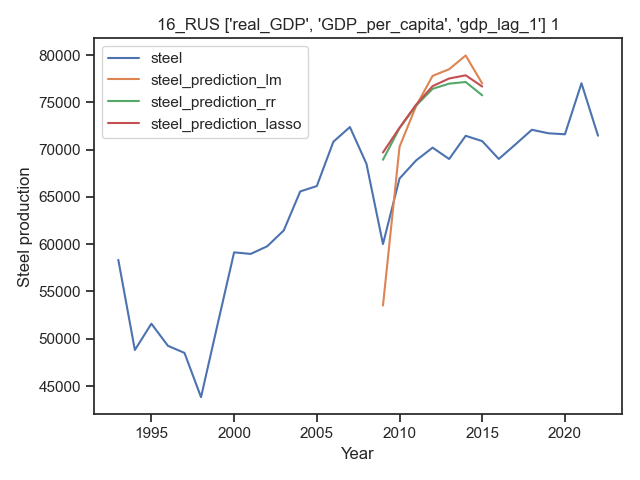 16_RUS ['real_GDP', 'GDP_per_capita', 'gdp_lag_1'] 1
steel
steel_prediction_lm
steel_prediction_rr
steel_prediction_lasso
Steel production
80000
75000
70000
65000
60000
55000
50000
45000
1995 2000 2005 2010 2015 2020
Year